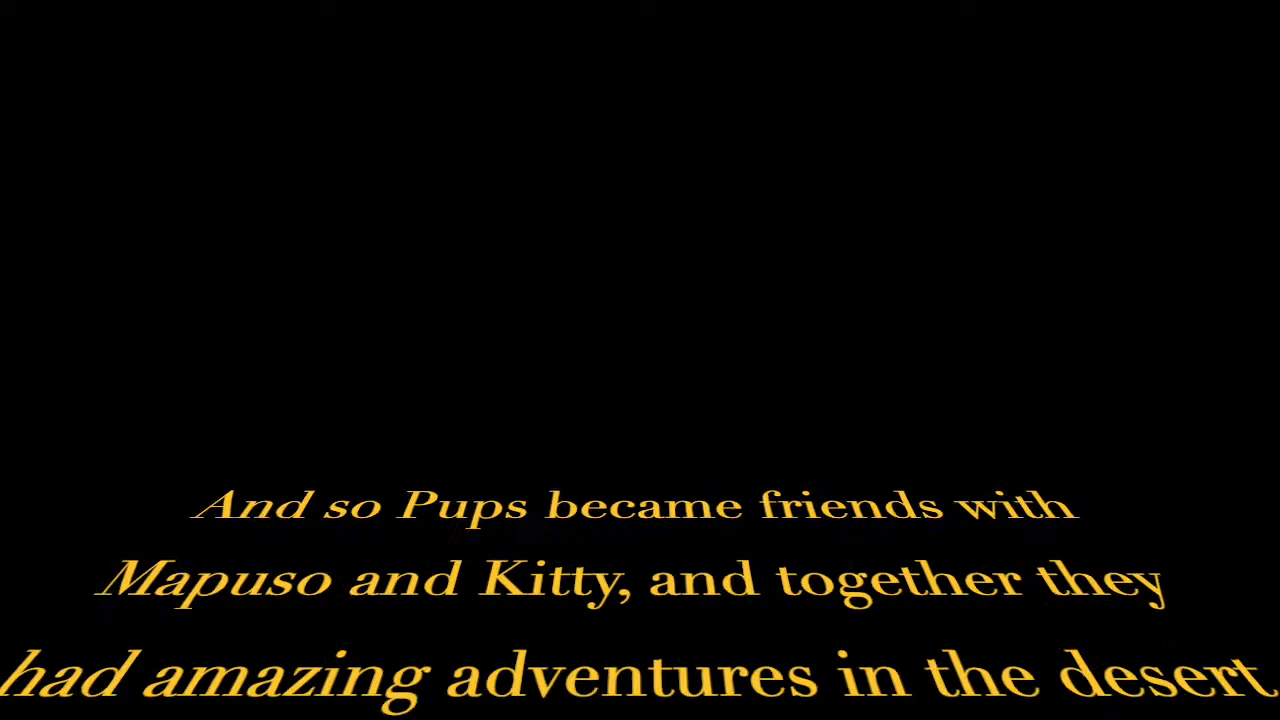 And so Pups became friends with
Mapuso and Kitty, and together they
had amazing adventures in the desert